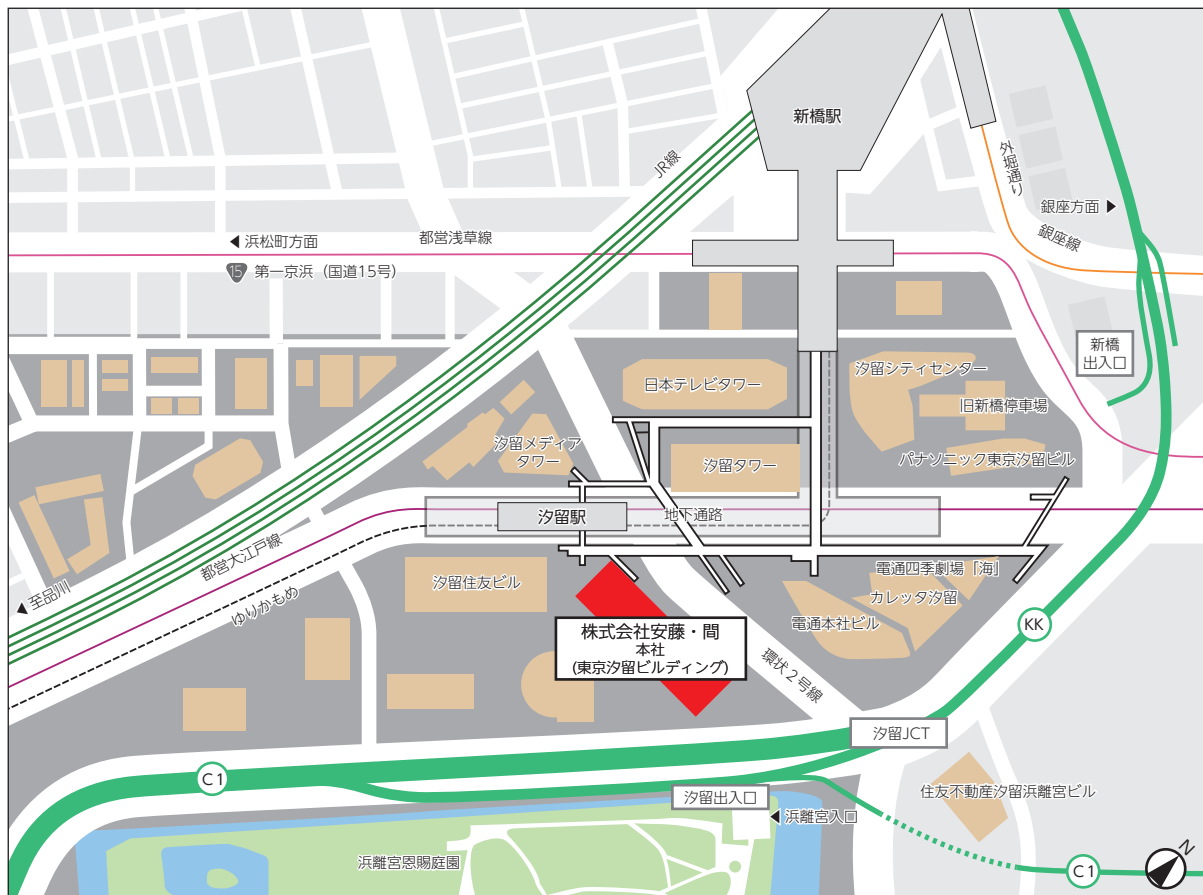 新橋駅
JR線
外堀通り
銀座方面
銀座線
浜松町方面
都営浅草線
15
第一京浜（国道15号）
新橋
出入口
日本テレビタワー
汐留シティセンター
旧新橋停車場
汐留メディア
タワー
汐留タワー
パナソニック東京汐留ビル
汐留駅
地下通路
都営大江戸線
至品川
ゆりかもめ
汐留住友ビル
電通四季劇場「海」
カレッタ汐留
電通本社ビル
株式会社安藤・間
本社
(東京汐留ビルディング)
KK
環状２号線
汐留JCT
C1
汐留出入口
浜離宮入口
住友不動産汐留浜離宮ビル
浜離宮恩賜庭園
C1
N